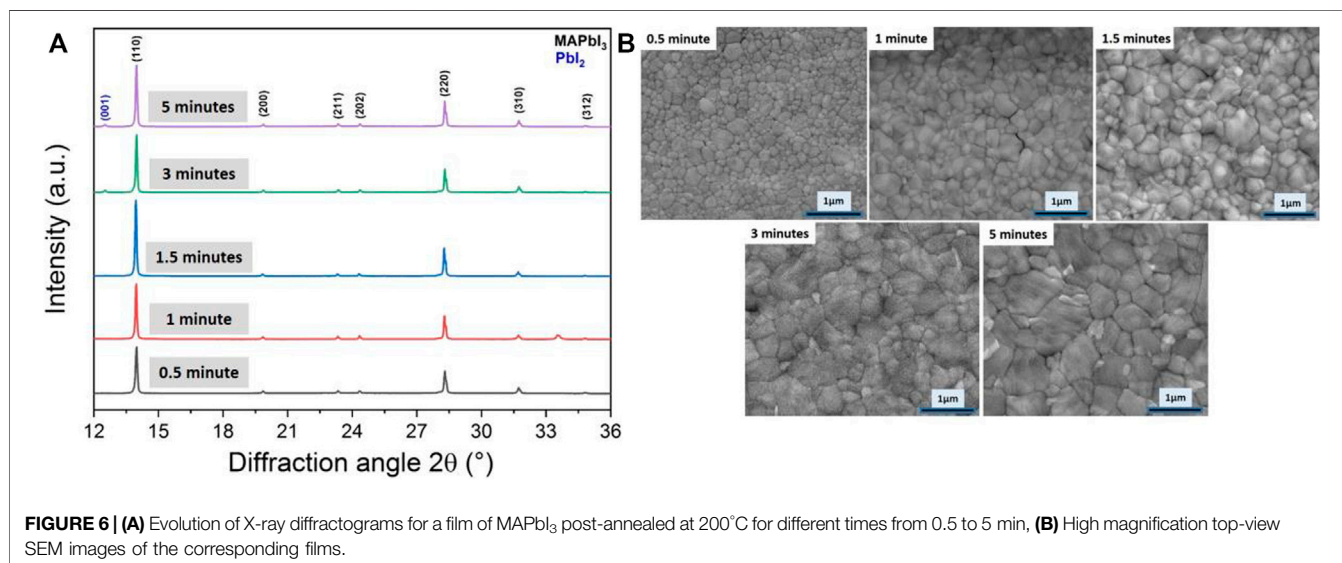 A
MAPbI₃
PbI₂
(001)
(110)
(200)
(211)
(202)
(220)
(310)
(312)
5 minutes
3 minutes
1.5 minutes
1 minute
0.5 minute
Intensity (a.u.)
12 15 18 21 24 27 30 33 36
Diffraction angle 2θ (°)
B
0.5 minute
1µm
1 minute
1µm
1.5 minutes
1µm
3 minutes
1µm
5 minutes
1µm
FIGURE 6 | (A) Evolution of X-ray diffractograms for a film of MAPbI₃ post-annealed at 200°C for different times from 0.5 to 5 min, (B) High magnification top-view
SEM images of the corresponding films.